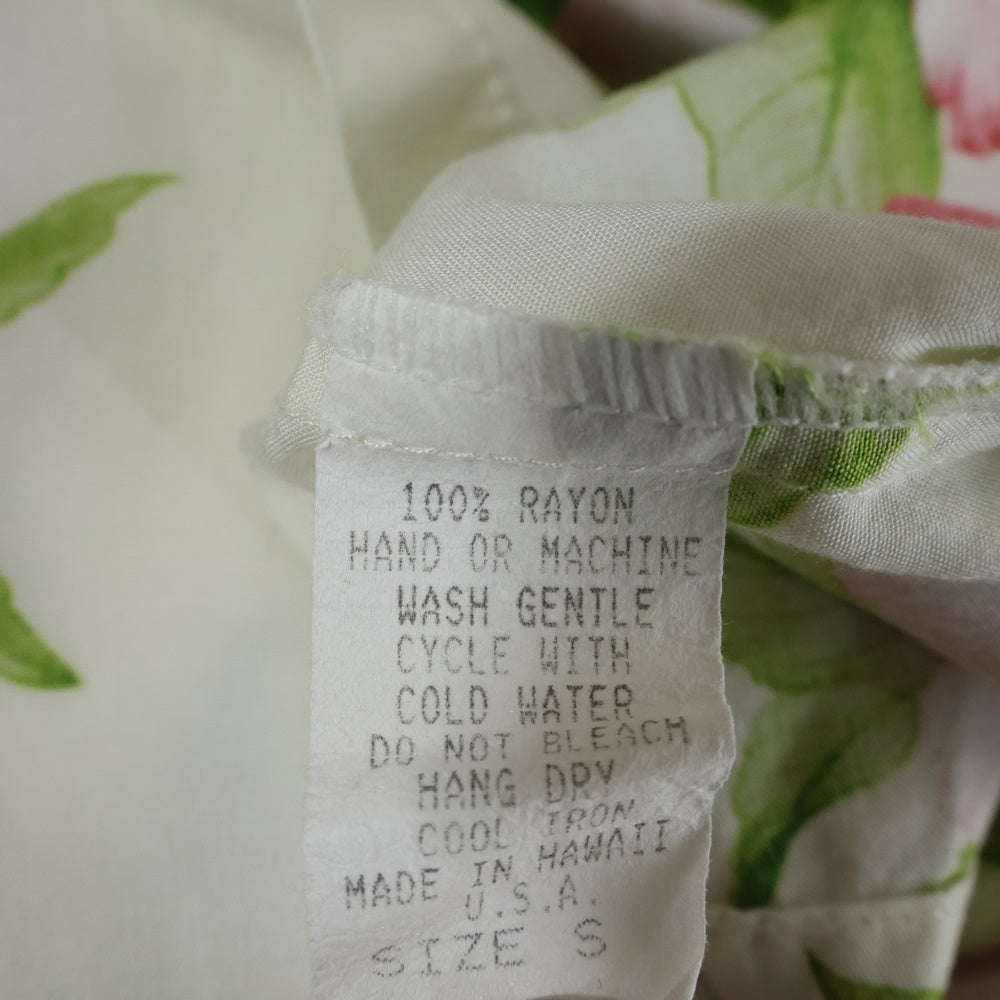 100% RAYON
HAND OR MACHINE
WASH GENTLE
CYCLE WITH
COLD WATER
DO NOT BLEACH
HANG DRY
COOL IRON
MADE IN HAWAII
U.S.A.
SIZE S